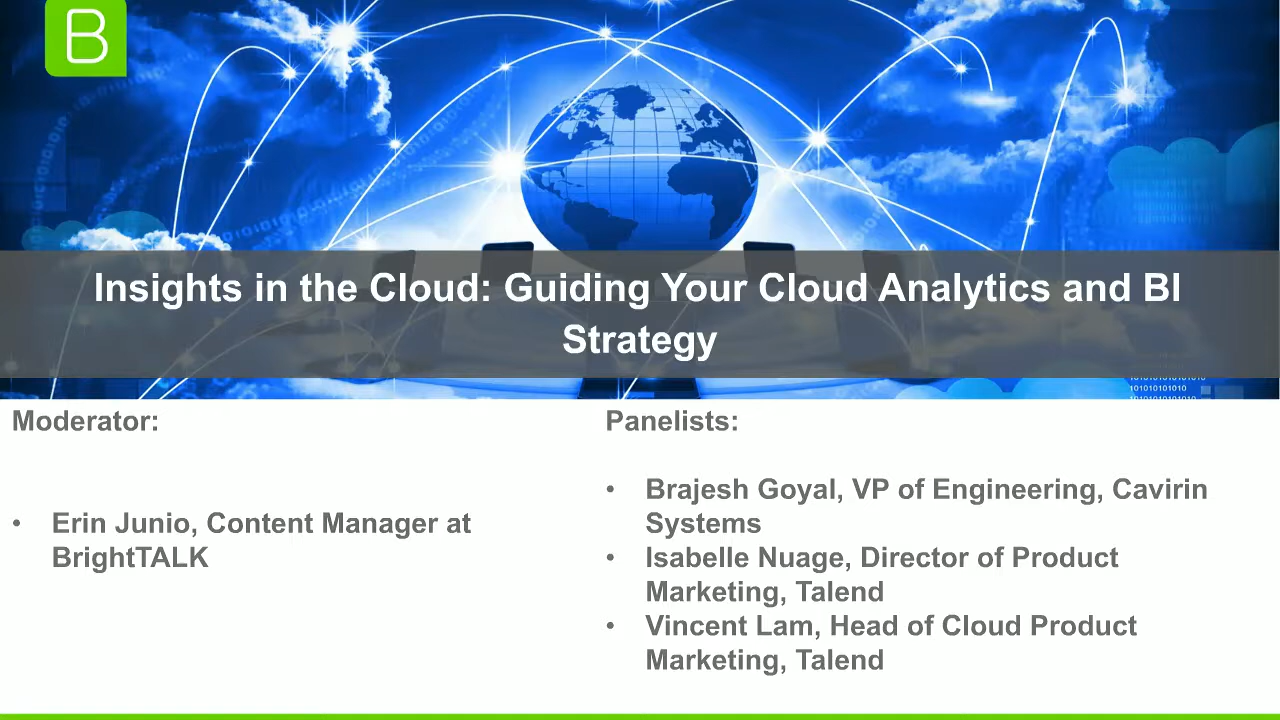 B
Insights in the Cloud: Guiding Your Cloud Analytics and BI
Strategy
Moderator:
• Erin Junio, Content Manager at
BrightTALK
Panelists:
• Brajesh Goyal, VP of Engineering, Cavirin
Systems
• Isabelle Nuage, Director of Product
Marketing, Talend
• Vincent Lam, Head of Cloud Product
Marketing, Talend